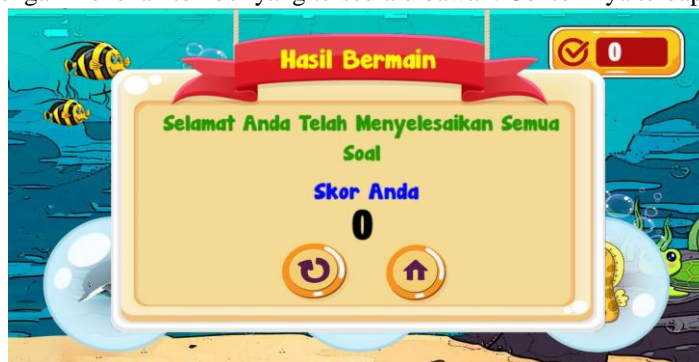 Hasil Bermain
0
Selamat Anda Telah Menyelesaikan Semua
Soal
Skor Anda
0